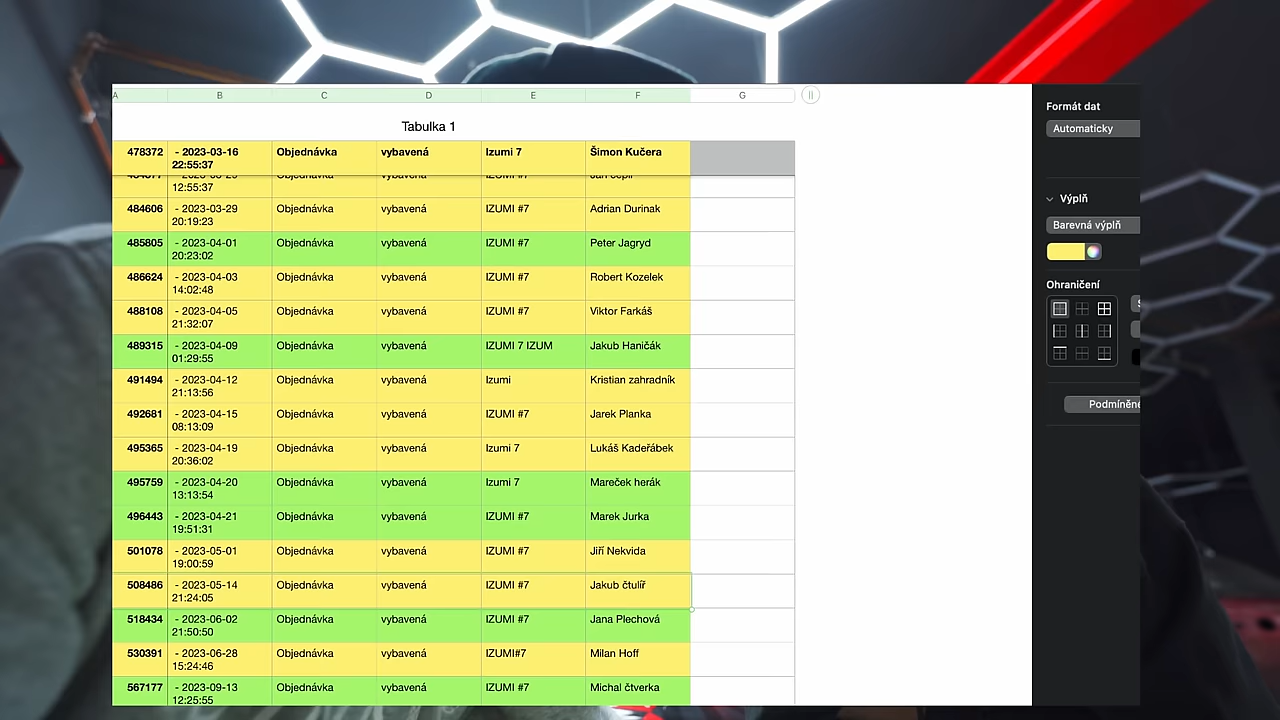 A B C D E F G
Tabulka 1
478372 - 2023-03-16 22:55:37 Objednávka vybavená Izumi 7 Šimon Kučera
12:55:37
484606 - 2023-03-29 20:19:23 Objednávka vybavená IZUMI #7 Adrian Durinak
485805 - 2023-04-01 20:23:02 Objednávka vybavená IZUMI #7 Peter Jagryd
486624 - 2023-04-03 14:02:48 Objednávka vybavená IZUMI #7 Robert Kozelek
488108 - 2023-04-05 21:32:07 Objednávka vybavená IZUMI #7 Viktor Farkáš
489315 - 2023-04-09 01:29:55 Objednávka vybavená IZUMI 7 IZUM Jakub Haničák
491494 - 2023-04-12 21:13:56 Objednávka vybavená Izumi Kristian zahradník
492681 - 2023-04-15 08:13:09 Objednávka vybavená IZUMI #7 Jarek Planka
495365 - 2023-04-19 20:36:02 Objednávka vybavená Izumi 7 Lukáš Kadeřábek
495759 - 2023-04-20 13:13:54 Objednávka vybavená Izumi 7 Mareček herák
496443 - 2023-04-21 19:51:31 Objednávka vybavená IZUMI #7 Marek Jurka
501078 - 2023-05-01 19:00:59 Objednávka vybavená IZUMI #7 Jiří Nekvida
508486 - 2023-05-14 21:24:05 Objednávka vybavená IZUMI #7 Jakub čtulíř
518434 - 2023-06-02 21:50:50 Objednávka vybavená IZUMI #7 Jana Plechová
530391 - 2023-06-28 15:24:46 Objednávka vybavená IZUMI#7 Milan Hoff
567177 - 2023-09-13 12:25:55 Objednávka vybavená IZUMI #7 Michal čtverka
Formát dat
Automaticky
Výplň
Barevná výplň
Ohraničení
Podmíněné